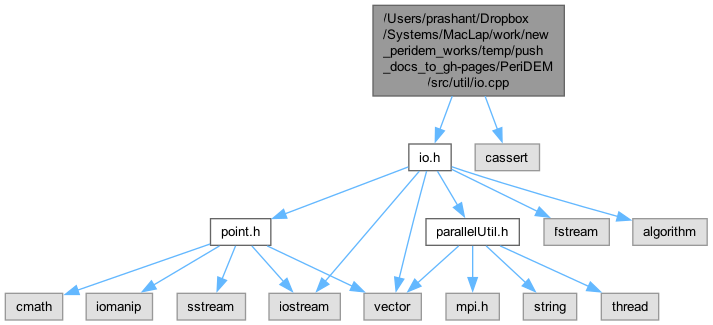 /Users/prashant/Dropbox
/Systems/MacLap/work/new
_peridem_works/temp/push
_docs_to_gh-pages/PeriDEM
/src/util/io.cpp
io.h
cassert
point.h
parallelUtil.h
fstream
algorithm
cmath
iomanip
sstream
iostream
vector
mpi.h
string
thread